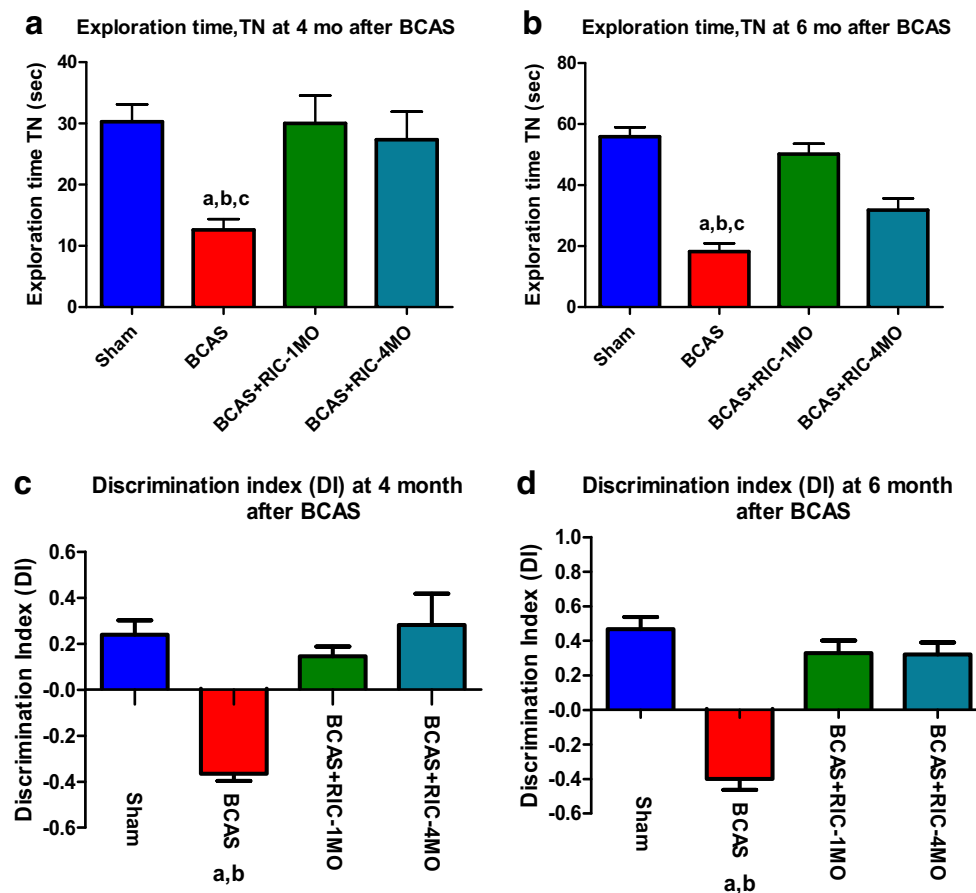 a
Exploration time,TN at 4 mo after BCAS
Exploration time TN (sec)
40
30
20
10
0
a,b,c
Sham
BCAS
BCAS+RIC-1MO
BCAS+RIC-4MO
b
Exploration time,TN at 6 mo after BCAS
Exploration time TN (sec)
80
60
40
20
0
a,b,c
Sham
BCAS
BCAS+RIC-1MO
BCAS+RIC-4MO
c
Discrimination index (DI) at 4 month
after BCAS
Discrimination Index (DI)
0.6
0.4
0.2
-0.0
-0.2
-0.4
-0.6
Sham
BCAS
BCAS+RIC-1MO
BCAS+RIC-4MO
a,b
d
Discrimination index (DI) at 6 month
after BCAS
Discrimination Index (DI)
1.0
0.8
0.6
0.4
0.2
-0.0
-0.2
-0.4
-0.6
Sham
BCAS
BCAS+RIC-1MO
BCAS+RIC-4MO
a,b